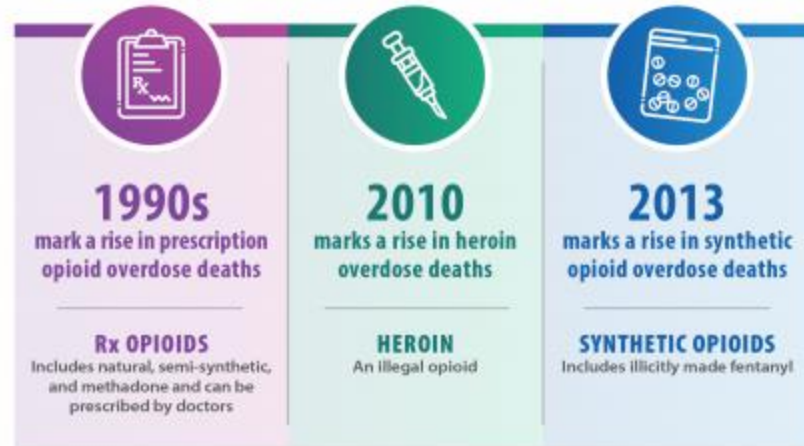 Rx
1990s
mark a rise in prescription
opioid overdose deaths
Rx OPIOIDS
Includes natural, semi-synthetic,
and methadone and can be
prescribed by doctors
2010
marks a rise in heroin
overdose deaths
HEROIN
An illegal opioid
2013
marks a rise in synthetic
opioid overdose deaths
SYNTHETIC OPIOIDS
Includes illicitly made fentanyl